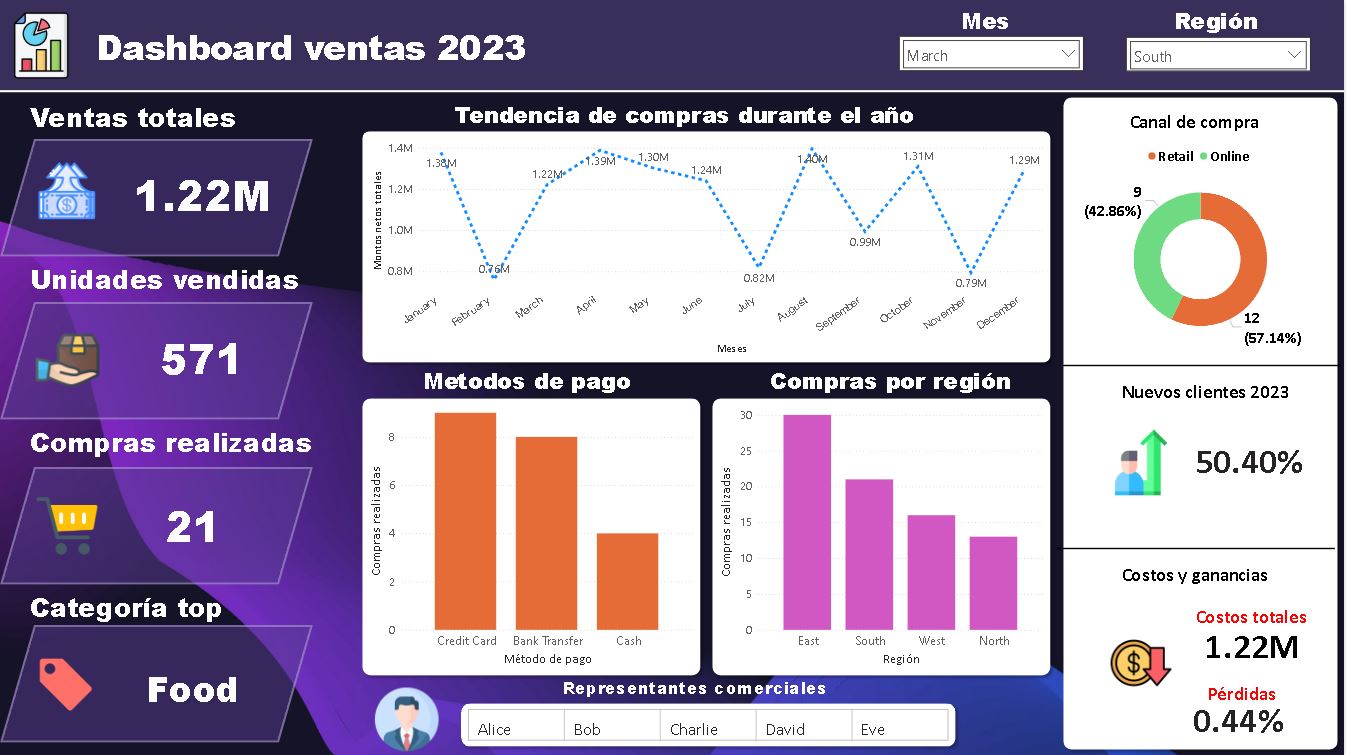 Dashboard ventas 2023
Mes
March
Región
South
Ventas totales
1.22M
Unidades vendidas
571
Compras realizadas
21
Categoría top
Food
Tendencia de compras durante el año
Montos netos totales
1.4M
1.2M
1.0M
0.8M
1.38M
0.76M
1.22M
1.39M
1.30M
1.24M
0.82M
1.40M
0.99M
1.31M
0.79M
1.29M
January
February
March
April
May
June
July
August
September
October
November
December
Meses
Metodos de pago
Compras realizadas
8
6
4
2
0
Credit Card
Bank Transfer
Cash
Método de pago
Compras por región
Compras realizadas
30
25
20
15
10
5
0
East
South
West
North
Región
Representantes comerciales
Alice
Bob
Charlie
David
Eve
Canal de compra
Retail Online
9
(42.86%)
12
(57.14%)
Nuevos clientes 2023
50.40%
Costos y ganancias
Costos totales
1.22M
Pérdidas
0.44%